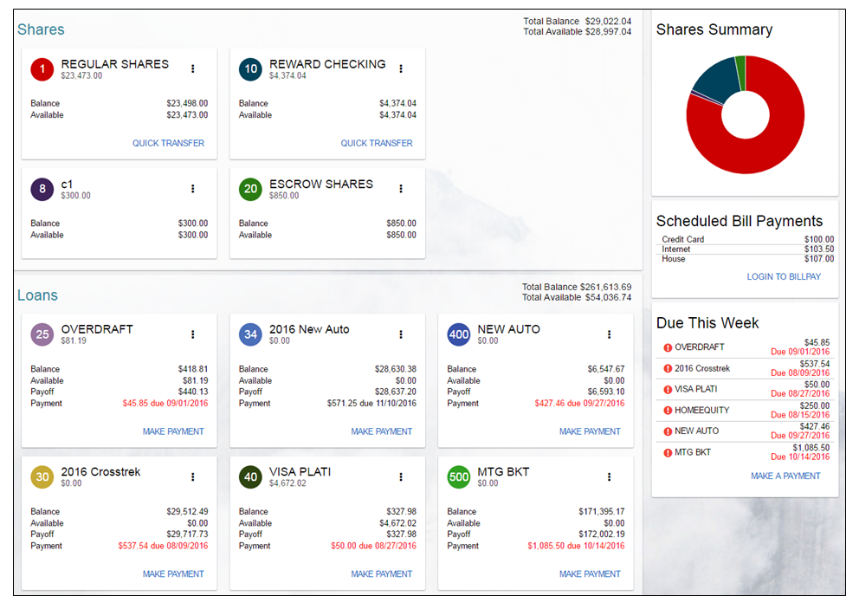 Shares
Total Balance $29,022.04
Total Available $28,997.04
1 REGULAR SHARES
$23,473.00
Balance $23,498.00
Available $23,473.00
QUICK TRANSFER
10 REWARD CHECKING
$4,374.04
Balance $4,374.04
Available $4,374.04
QUICK TRANSFER
8 c1
$300.00
Balance $300.00
Available $300.00
20 ESCROW SHARES
$850.00
Balance $850.00
Available $850.00
Loans
Total Balance $261,613.69
Total Available $54,036.74
25 OVERDRAFT
$81.19
Balance $418.81
Available $81.19
Payoff $440.13
Payment $45.85 due 09/01/2016
MAKE PAYMENT
34 2016 New Auto
$0.00
Balance $28,630.38
Available $0.00
Payoff $28,637.20
Payment $571.25 due 11/10/2016
MAKE PAYMENT
400 NEW AUTO
$0.00
Balance $6,547.67
Available $0.00
Payoff $6,593.10
Payment $427.46 due 09/27/2016
MAKE PAYMENT
30 2016 Crosstrek
$0.00
Balance $29,512.49
Available $0.00
Payoff $29,717.73
Payment $537.54 due 08/09/2016
MAKE PAYMENT
40 VISA PLATI
$4,672.02
Balance $327.98
Available $4,672.02
Payoff $327.98
Payment $50.00 due 08/27/2016
MAKE PAYMENT
500 MTG BKT
$0.00
Balance $171,395.17
Available $0.00
Payoff $172,002.19
Payment $1,085.50 due 10/14/2016
MAKE PAYMENT
Shares Summary
Scheduled Bill Payments
Credit Card $100.00
Internet $103.50
House $107.00
LOGIN TO BILLPAY
Due This Week
OVERDRAFT $45.85
Due 09/01/2016
2016 Crosstrek $537.54
Due 08/09/2016
VISA PLATI $50.00
Due 08/27/2016
HOMEEQUITY $250.00
Due 08/15/2016
NEW AUTO $427.46
Due 09/27/2016
MTG BKT $1,085.50
Due 10/14/2016
MAKE A PAYMENT